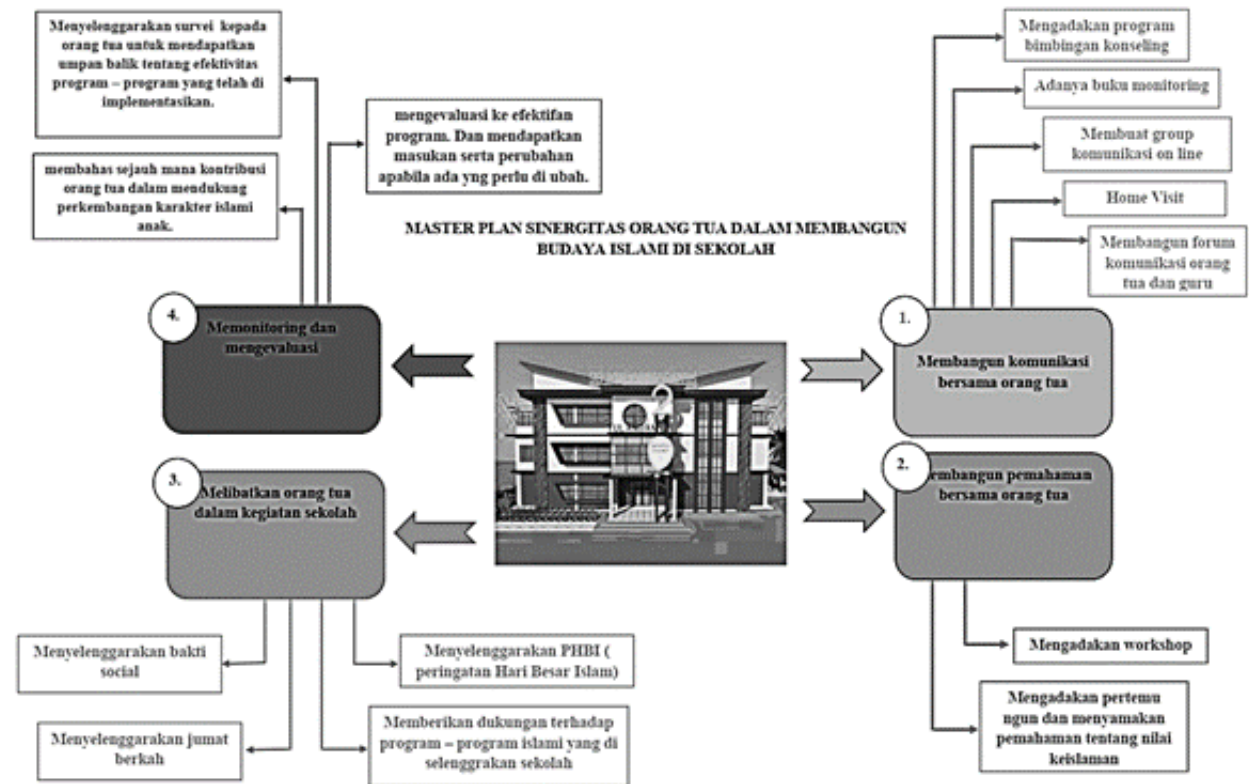 Menyelenggarakan survei kepada
orang tua untuk mendapatkan
umpan balik tentang efektivitas
program – program yang telah di
implementasikan.
mengevaluasi ke efektifan
program. Dan mendapatkan
masukan serta perubahan
apabila ada yng perlu di ubah.
membahas sejauh mana kontribusi
orang tua dalam mendukung
perkembangan karakter islami
anak.
Mengadakan program
bimbingan konseling
Adanya buku monitoring
Membuat group
komunikasi on line
Home Visit
Membangun forum
komunikasi orang
tua dan guru
MASTER PLAN SINERGITAS ORANG TUA DALAM MEMBANGUN
BUDAYA ISLAMI DI SEKOLAH
4.
Memonitoring dan
mengevaluasi
1.
Membangun komunikasi
bersama orang tua
3.
Melibatkan orang tua
dalam kegiatan sekolah
2.
embangun pemahaman
bersama orang tua
Menyelenggarakan bakti
social
Menyelenggarakan PHBI (
peringatan Hari Besar Islam)
Menyelenggarakan jumat
berkah
Memberikan dukungan terhadap
program – program islami yang di
selenggrakan sekolah
Mengadakan workshop
Mengadakan pertemu
ngun dan menyamakan
pemahaman tentang nilai
keislaman